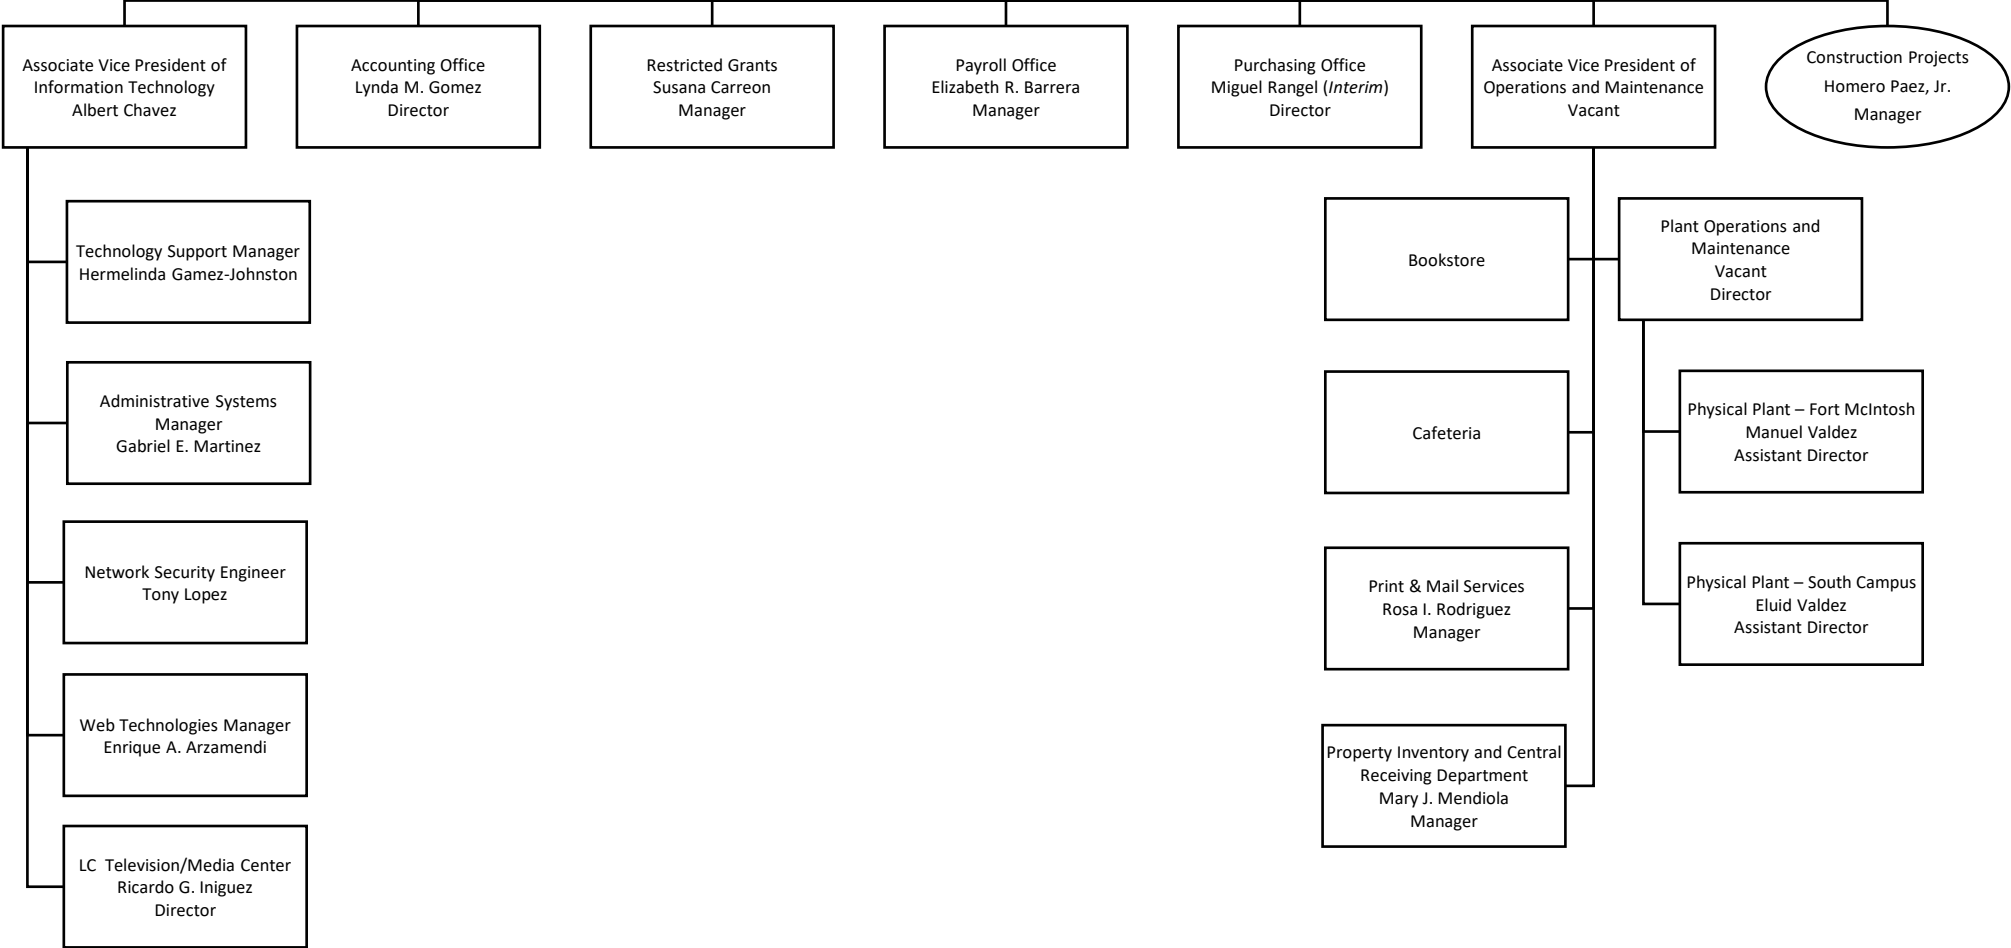 Associate Vice President of
Information Technology
Albert Chavez
Accounting Office
Lynda M. Gomez
Director
Restricted Grants
Susana Carreon
Manager
Payroll Office
Elizabeth R. Barrera
Manager
Purchasing Office
Miguel Rangel (Interim)
Director
Associate Vice President of
Operations and Maintenance
Vacant
Construction Projects
Homero Paez, Jr.
Manager
Technology Support Manager
Hermelinda Gamez-Johnston
Administrative Systems
Manager
Gabriel E. Martinez
Network Security Engineer
Tony Lopez
Web Technologies Manager
Enrique A. Arzamendi
LC Television/Media Center
Ricardo G. Iniguez
Director
Bookstore
Cafeteria
Print & Mail Services
Rosa I. Rodriguez
Manager
Property Inventory and Central
Receiving Department
Mary J. Mendiola
Manager
Plant Operations and
Maintenance
Vacant
Director
Physical Plant – Fort McIntosh
Manuel Valdez
Assistant Director
Physical Plant – South Campus
Eluid Valdez
Assistant Director